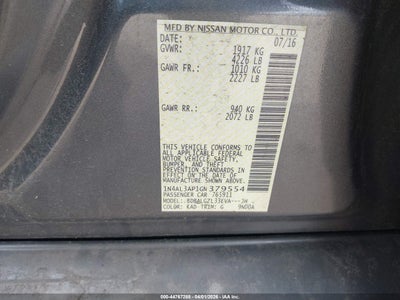 MFD BY NISSAN MOTOR CO., LTD.
DATE: 07/16
GVWR: 1917 KG
4226 LB
GAWR FR: 1010 KG
2227 LB
GAWR RR: 940 KG
2072 LB
THIS VEHICLE CONFORMS TO ALL
APPLICABLE FEDERAL MOTOR VEHICLE SAFETY,
BUMPER, AND THEFT PREVENTION
STANDARDS IN EFFECT ON THE DATE OF
MANUFACTURE SHOWN ABOVE.
1N4AL3AP1GN379554
PASSENGER CAR
MODEL:
COLOR: KAD TRIM: G
№ 44767288 - 04/01/2026 - IAA